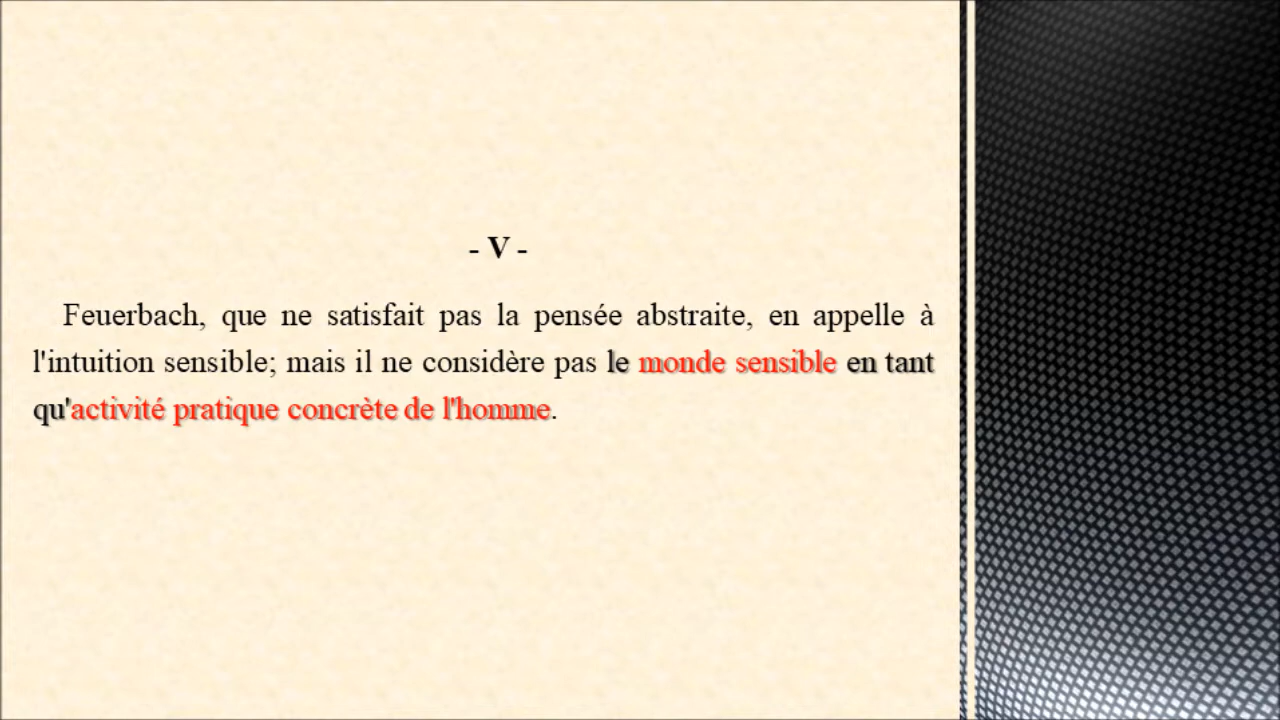 - V -
Feuerbach, que ne satisfait pas la pensée abstraite, en appelle à
l'intuition sensible; mais il ne considère pas le monde sensible en tant
qu'activité pratique concrète de l'homme.